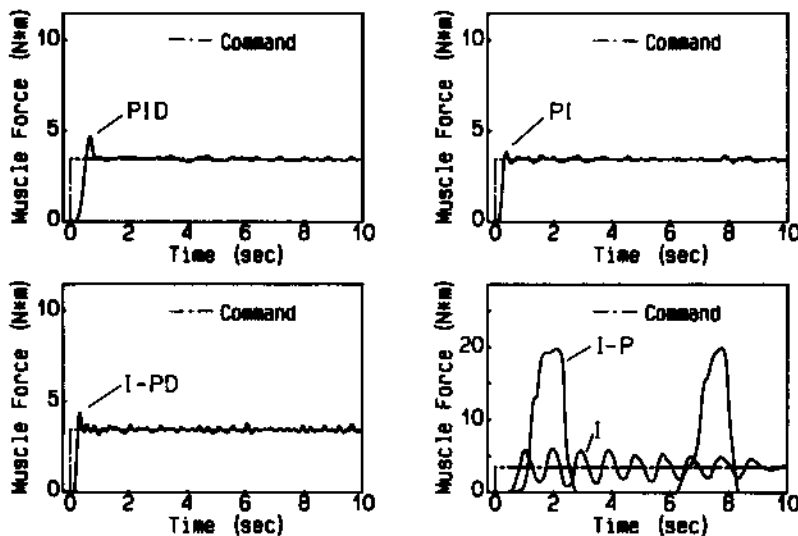 Muscle Force (N*m)
10
5
0
Command
PID
0 2 4 6 8 10
Time (sec)
Muscle Force (N*m)
10
5
0
Command
PI
0 2 4 6 8 10
Time (sec)
Muscle Force (N*m)
10
5
0
Command
I-PD
0 2 4 6 8 10
Time (sec)
Muscle Force (N*m)
20
10
0
Command
I-P
I
0 2 4 6 8 10
Time (sec)